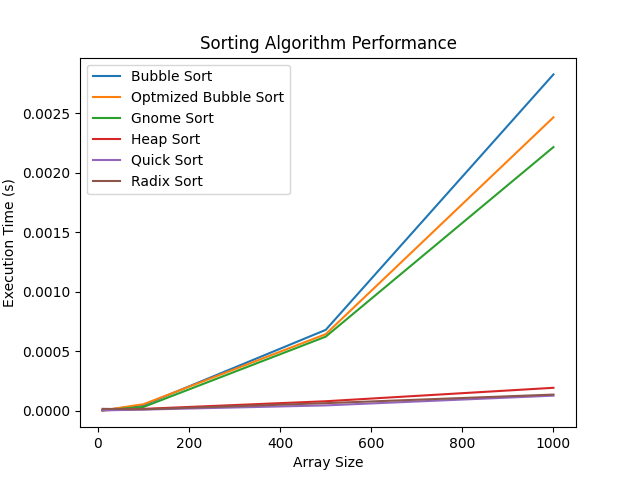 Sorting Algorithm Performance
Bubble Sort
Optmized Bubble Sort
Gnome Sort
Heap Sort
Quick Sort
Radix Sort
Execution Time (s)
0.0025
0.0020
0.0015
0.0010
0.0005
0.0000
0 200 400 600 800 1000
Array Size